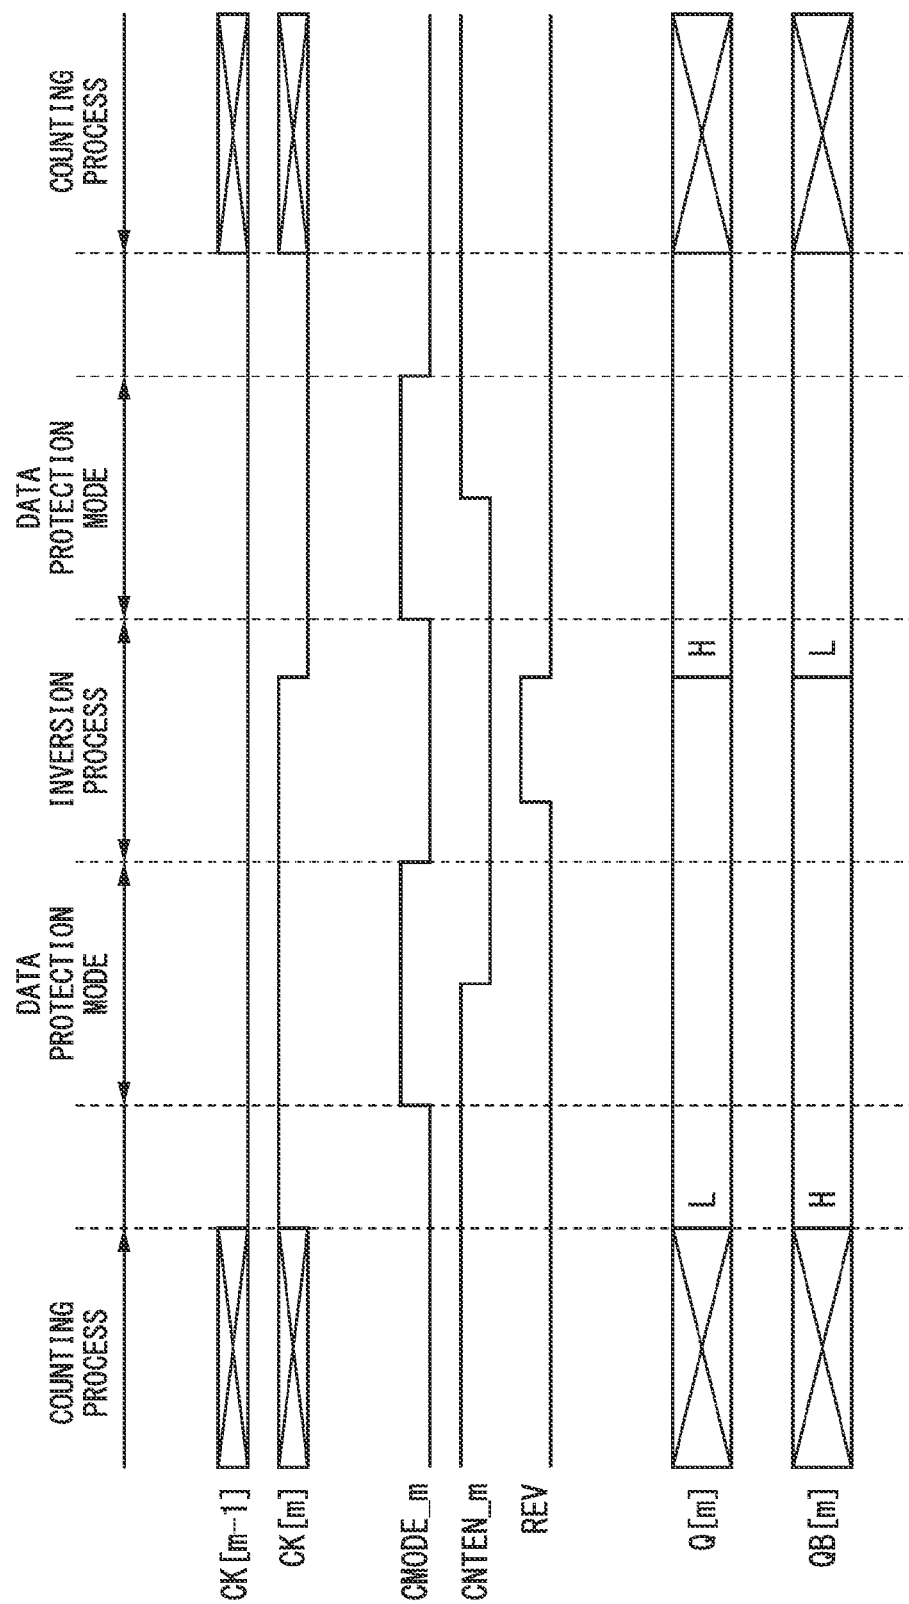 COUNTING
PROCESS
DATA
PROTECTION
MODE
INVERSION
PROCESS
DATA
PROTECTION
MODE
COUNTING
PROCESS
CK[m-1]
CK[m]
CMODE_m
CNTEN_m
REV
Q[m]
L
H
QB[m]
H
L